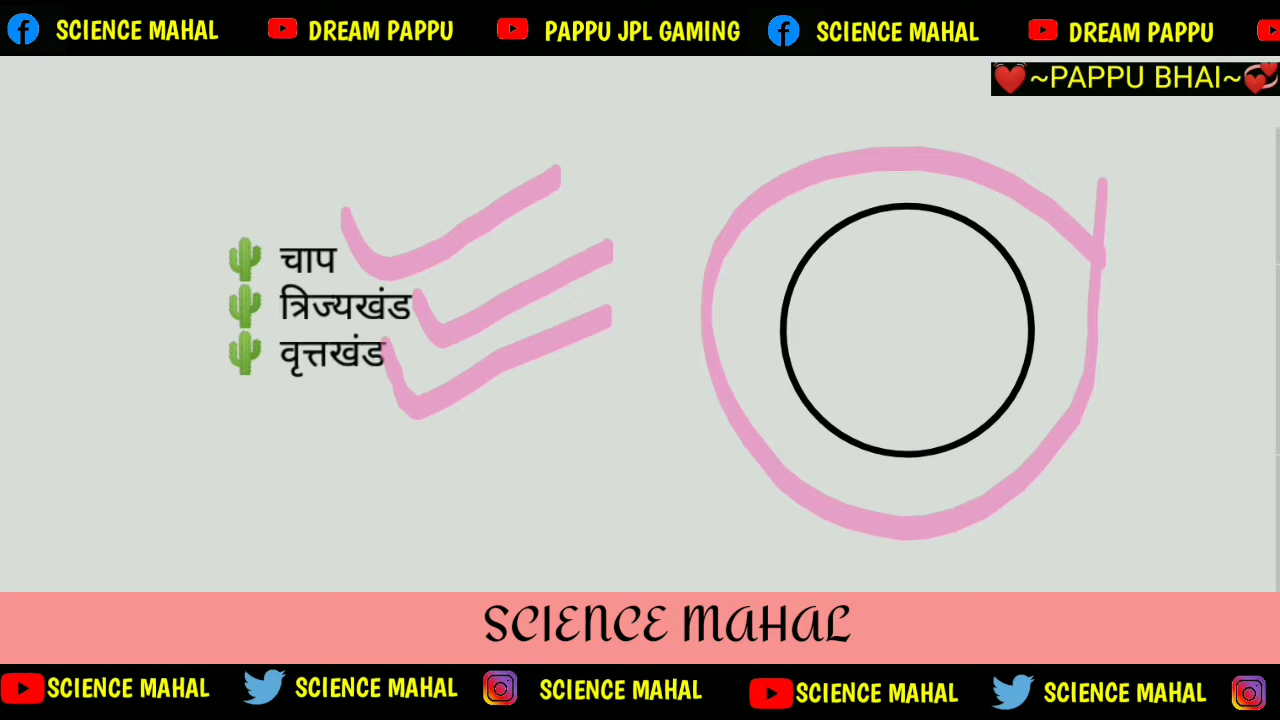 SCIENCE MAHAL DREAM PAPPU PAPPU JPL GAMING SCIENCE MAHAL DREAM PAPPU
~PAPPU BHAI~
चाप
त्रिज्यखंड
वृत्तखंड
SCIENCE MAHAL
SCIENCE MAHAL SCIENCE MAHAL SCIENCE MAHAL SCIENCE MAHAL SCIENCE MAHAL